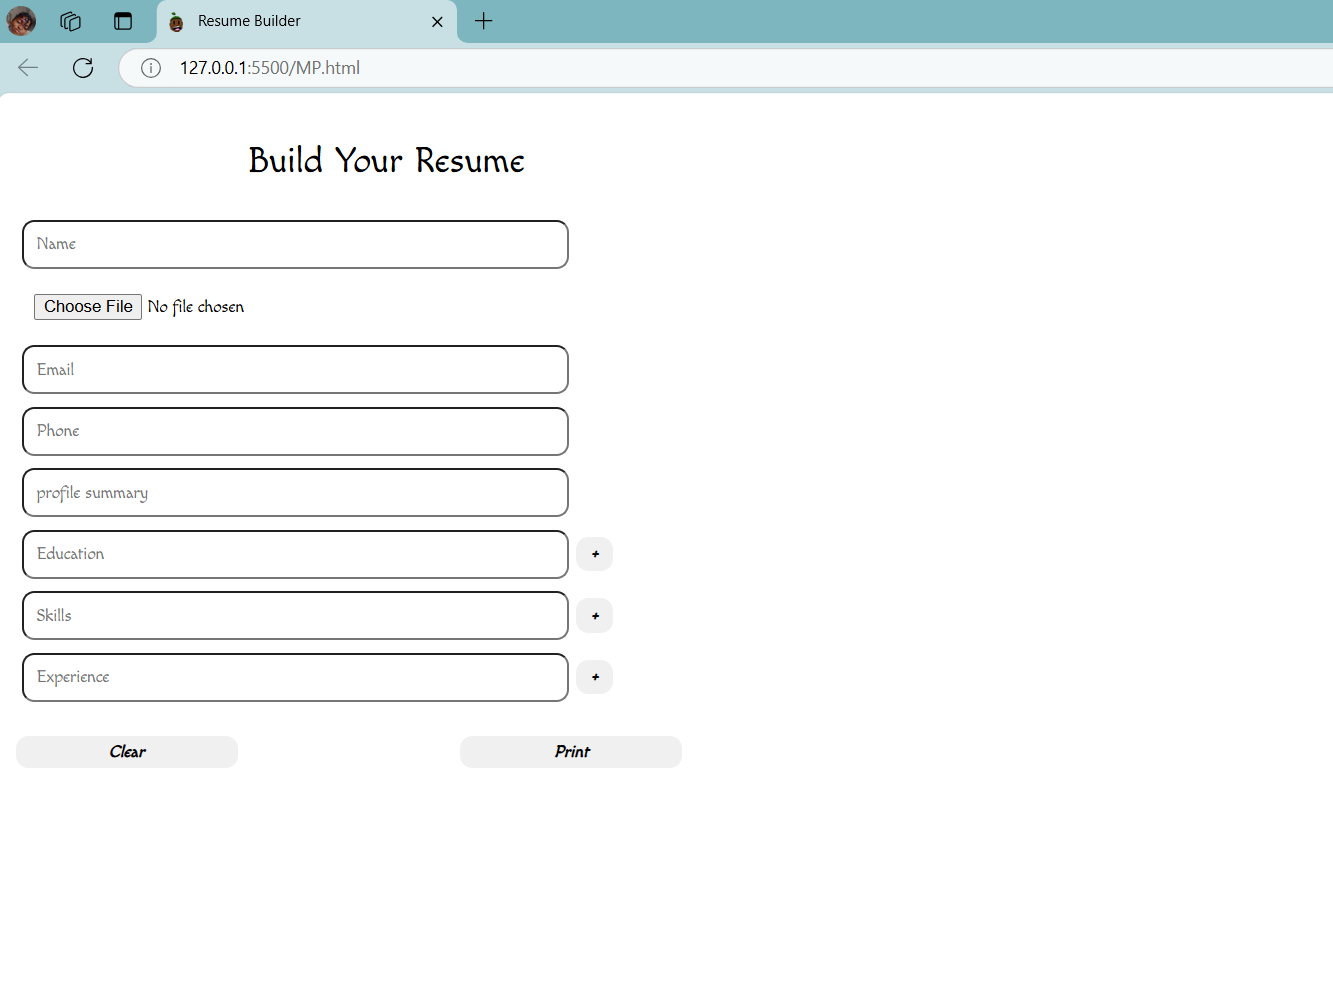 Resume Builder
127.0.0.1:5500/MP.html
Build Your Resume
Name
Choose File No file chosen
Email
Phone
profile summary
Education +
Skills +
Experience +
Clear Print